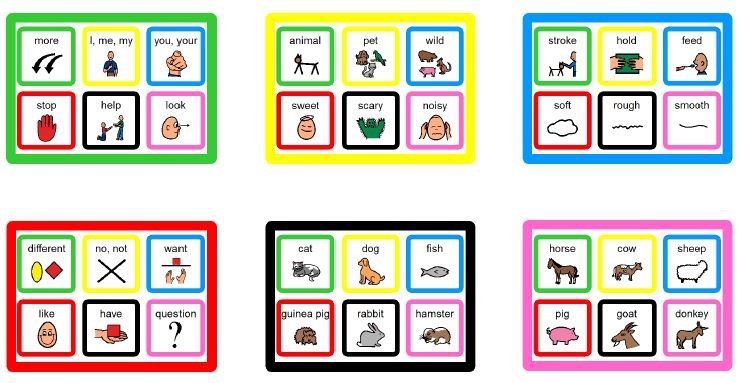 more I, me, my you, your
stop help look
animal pet wild
sweet scary noisy
stroke hold feed
soft rough smooth
different no, not want
like have question
?
cat dog fish
guinea pig rabbit hamster
horse cow sheep
pig goat donkey